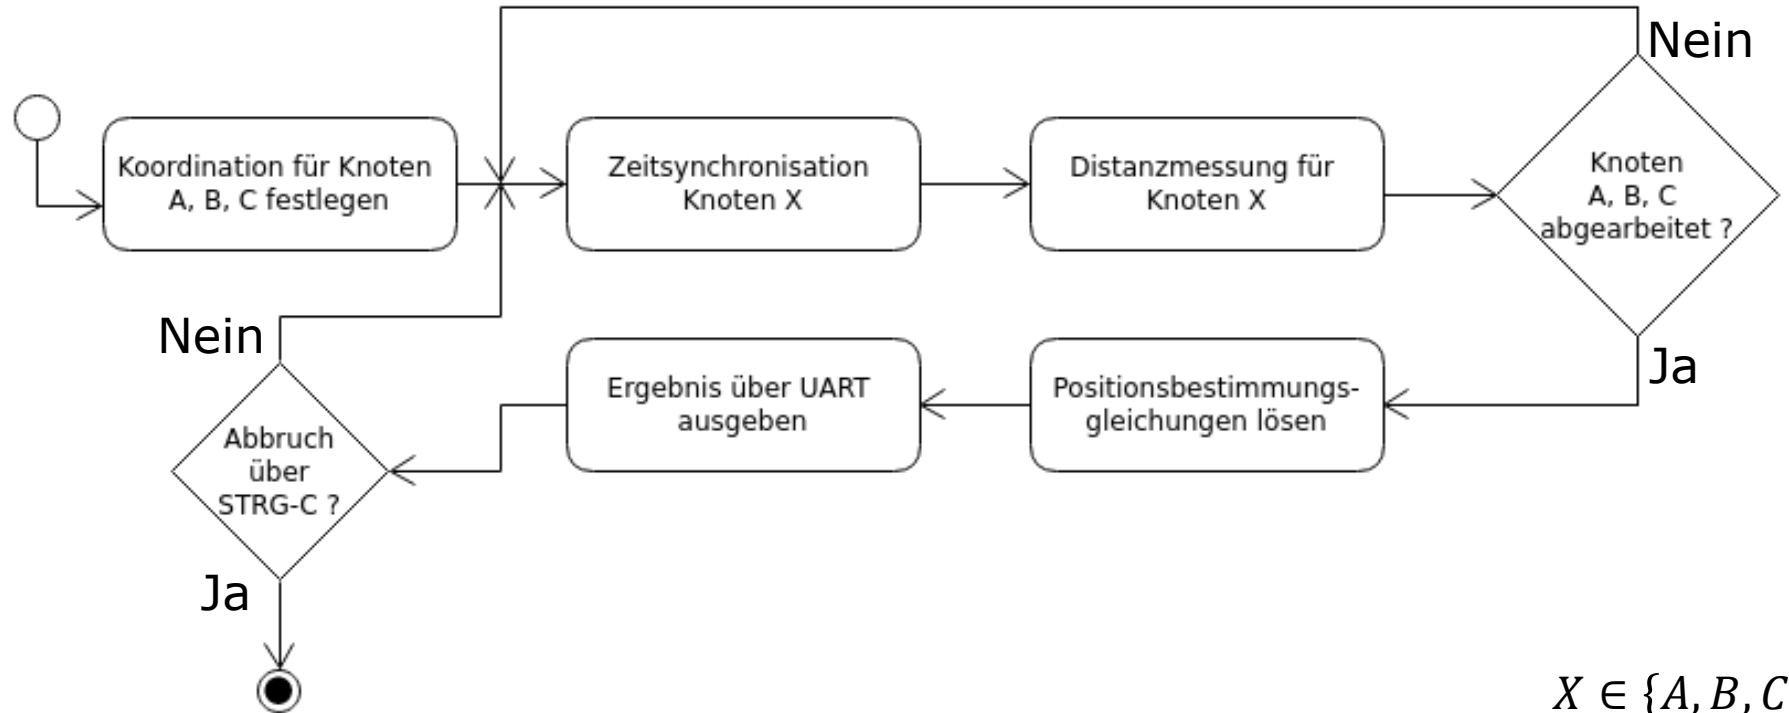 Nein
Koordination für Knoten
A, B, C festlegen
Zeitsynchronisation
Knoten X
Distanzmessung für
Knoten X
Knoten
A, B, C
abgearbeitet ?
Nein
Ja
Ergebnis über UART
ausgeben
Positionsbestimmungs-
gleichungen lösen
Abbruch
über
STRG-C ?
Ja
X ∈ {A, B, C